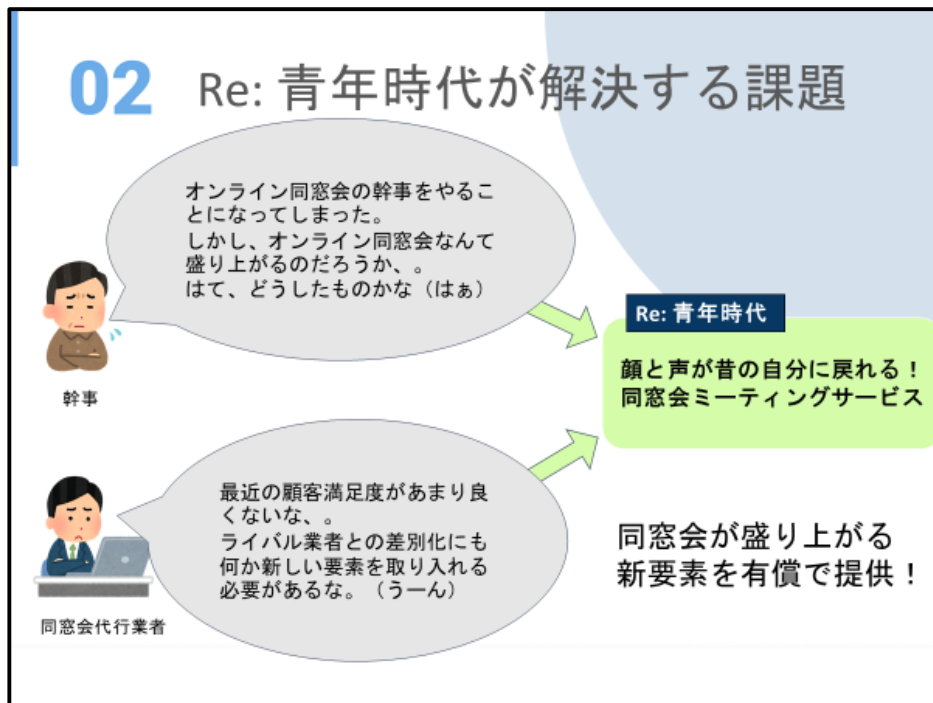 02 Re: 青年時代が解決する課題
オンライン同窓会の幹事をやるこ
とになってしまった。
しかし、オンライン同窓会なんて
盛り上がるのだろうか、。
はて、どうしたものかな（はぁ）
幹事
Re: 青年時代
顔と声が昔の自分に戻れる！
同窓会ミーティングサービス
最近の顧客満足度があまり良
くないな、。
ライバル業者との差別化にも
何か新しい要素を取り入れる
必要があるな。（うーん）
同窓会代行業者
同窓会が盛り上がる
新要素を有償で提供！